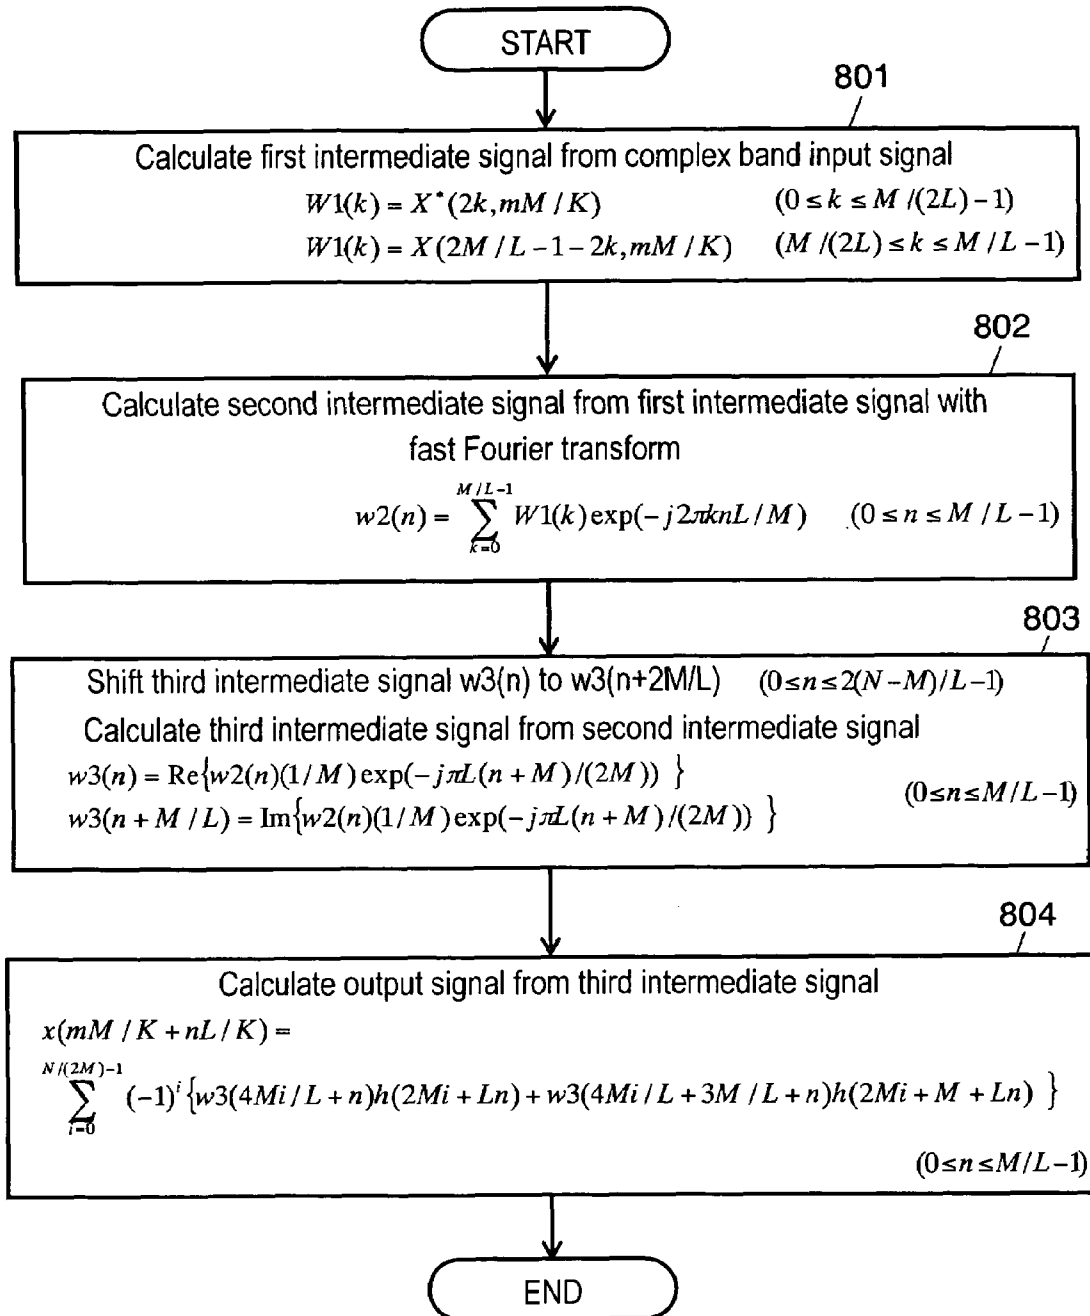 START
801
Calculate first intermediate signal from complex band input signal
W1(k) = X*(2k, mM / K) (0 ≤ k ≤ M /(2L) −1)
W1(k) = X(2M / L −1− 2k, mM / K) (M /(2L) ≤ k ≤ M / L −1)
802
Calculate second intermediate signal from first intermediate signal with
fast Fourier transform
w2(n) = ∑_{k=0}^{M/L−1} W1(k) exp(−j2πknL / M) (0 ≤ n ≤ M / L −1)
803
Shift third intermediate signal w3(n) to w3(n+2M/L) (0≤n≤2(N−M)/L−1)
Calculate third intermediate signal from second intermediate signal
w3(n) = Re{w2(n)(1/M) exp(−jπL(n + M)/(2M)) }
w3(n + M / L) = Im{w2(n)(1/M) exp(−jπL(n + M)/(2M)) } (0≤n≤M/L−1)
804
Calculate output signal from third intermediate signal
x(mM / K + nL / K) =
∑_{i=0}^{N/(2M)−1} (−1)^i {w3(4Mi / L + n)h(2Mi + Ln) + w3(4Mi / L + 3M / L + n)h(2Mi + M + Ln) }
(0≤n≤M/L−1)
END